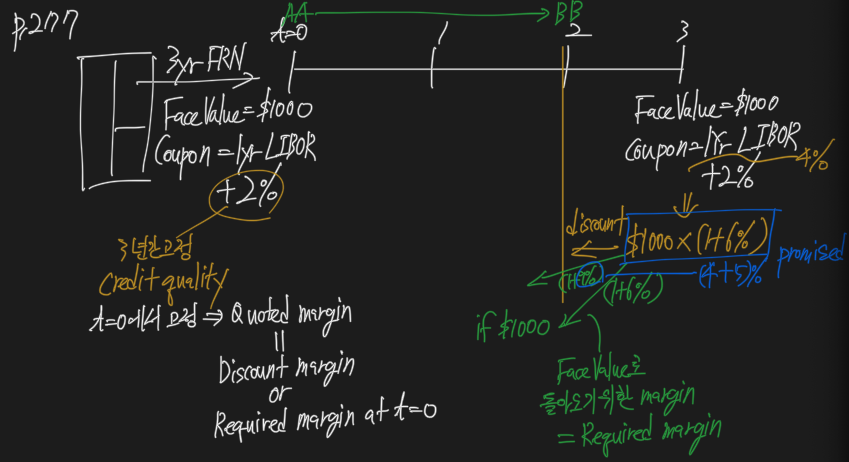 p.277
AA → BB
t=0 1 2 3
3yr FRN
Face Value = $1000
Coupon = 1yr LIBOR
+2%
3년간 고정
Credit quality
t=0에서 고정 ⇒ Quoted margin
=
Discount margin
or
Required margin at t=0
Face Value = $1000
Coupon = 1yr LIBOR
+2%
4%
⇓
discount
⇐ $1000×(1+6%)
promised
(4+5)%
(1+6%)
if $1000
Face Value로
돌아오기 위한 margin
= Required margin